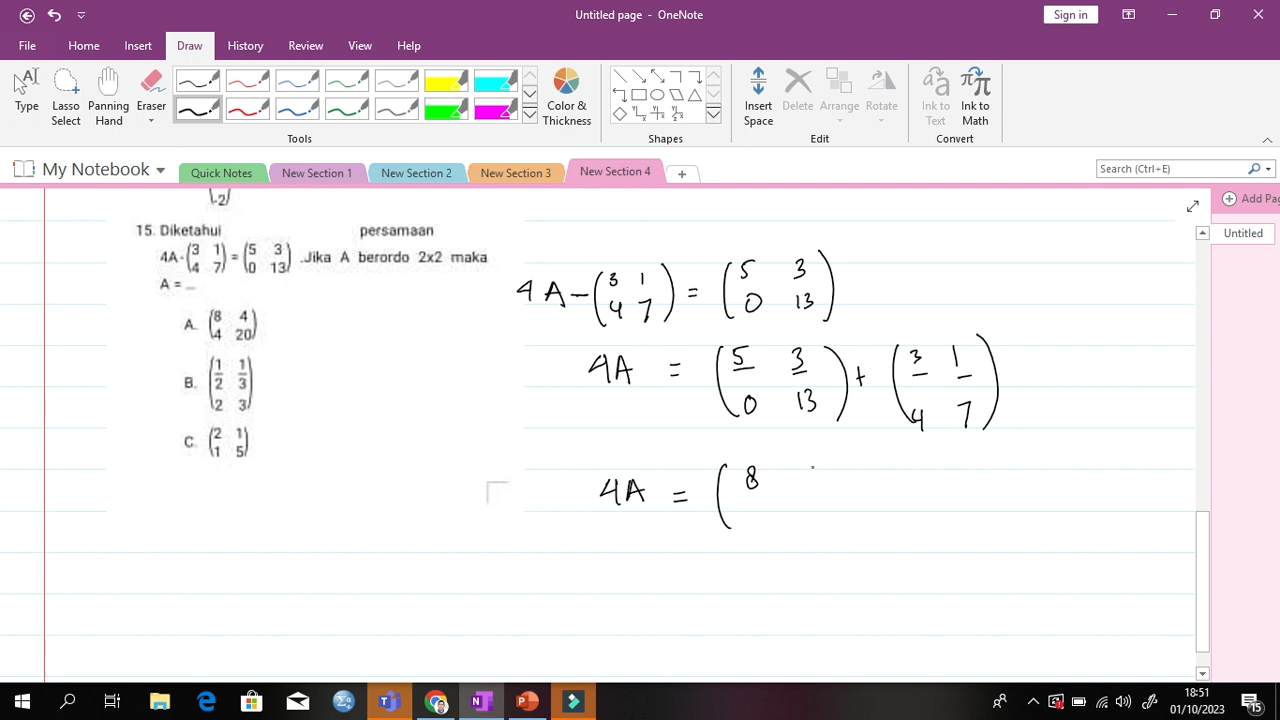 Untitled page - OneNote
Sign in
File Home Insert Draw History Review View Help
Type Lasso Select Panning Hand Eraser
Color & Thickness
Insert Space Delete Arrange Rotate
Ink to Text Ink to Math
Tools Shapes Edit Convert
My Notebook Quick Notes New Section 1 New Section 2 New Section 3 New Section 4
Search (Ctrl+E)
Add Pag
Untitled
-2
15. Diketahui persamaan
4A-(3 1 = (5 3 .Jika A berordo 2x2 maka
4 7) 0 13)
A = ...
A. (8 4
4 20)
B. (1/2 1/3
2 3)
C. (2 1
1 5)
4A - (3 1 = (5 3
4 7) 0 13)
4A = (5 3 + (3 1
0 13) 4 7)
4A = (8
18:51
01/10/2023
15